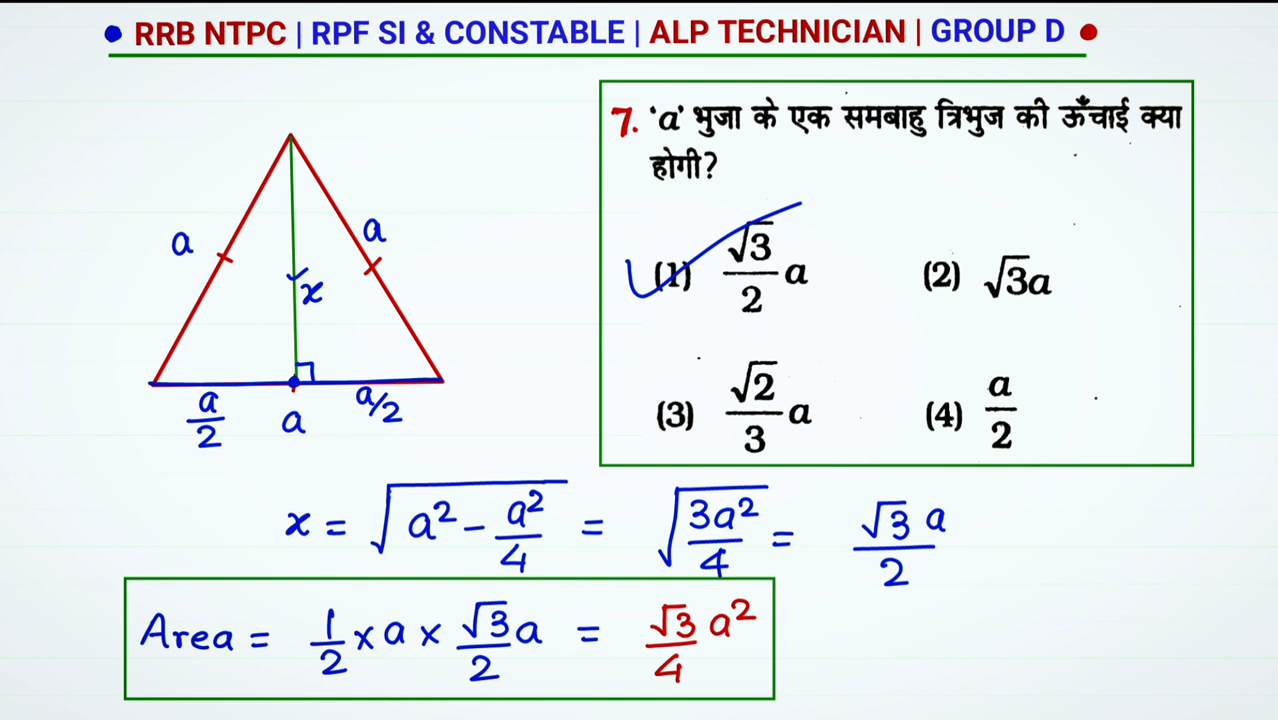 RRB NTPC | RPF SI & CONSTABLE | ALP TECHNICIAN | GROUP D
7. 'a' भुजा के एक समबाहु त्रिभुज की ऊँचाई क्या
होगी?
(1) √3/2 a (2) √3a
(3) √2/3 a (4) a/2
a a
x
a/2 a a/2
x = √(a² - a²/4) = √(3a²/4) = √3 a/2
Area = 1/2 × a × √3/2 a = √3/4 a²